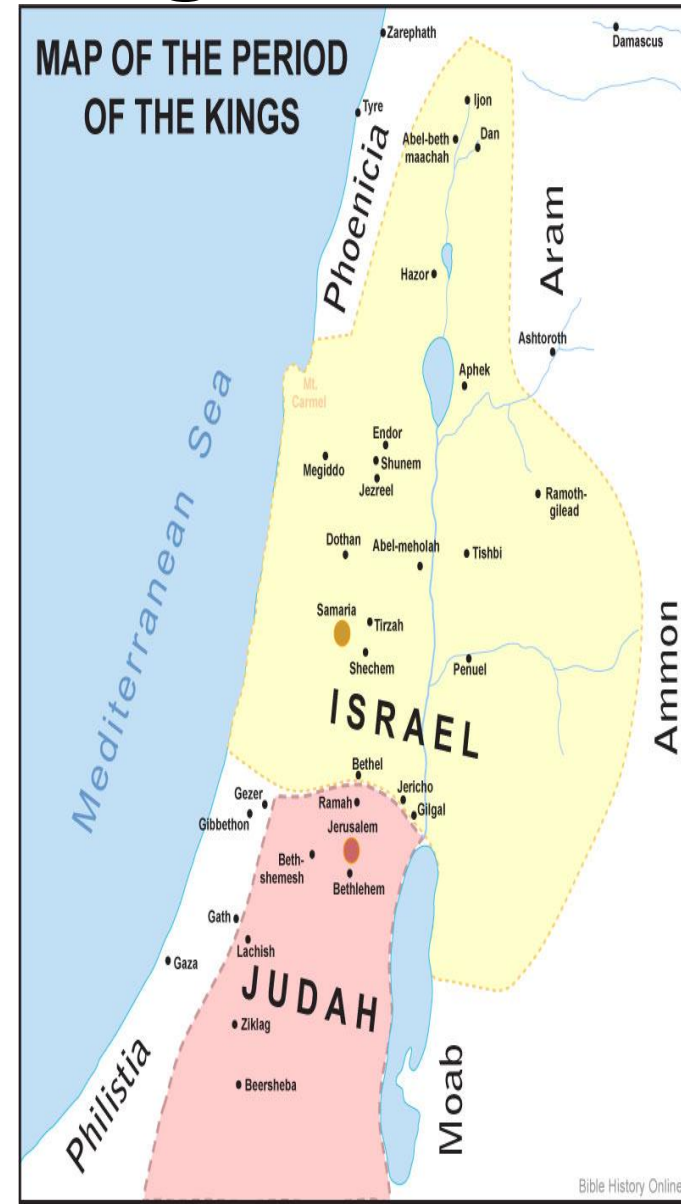 MAP OF THE PERIOD
OF THE KINGS
Zarephath
Damascus
Tyre
Ijon
Abel-beth
maachah
Dan
Phoenicia
Aram
Hazor
Ashtoroth
Aphek
Mt.
Carmel
Endor
Megiddo
Shunem
Jezreel
Ramoth-
gilead
Mediterranean Sea
Dothan
Abel-meholah
Tishbi
Samaria
Tirzah
Shechem
Penuel
Ammon
ISRAEL
Bethel
Gezer
Jericho
Ramah
Gilgal
Gibbethon
Jerusalem
Beth-
shemesh
Bethlehem
Gath
Lachish
Gaza
JUDAH
Ziklag
Philistia
Moab
Beersheba
Bible History Online